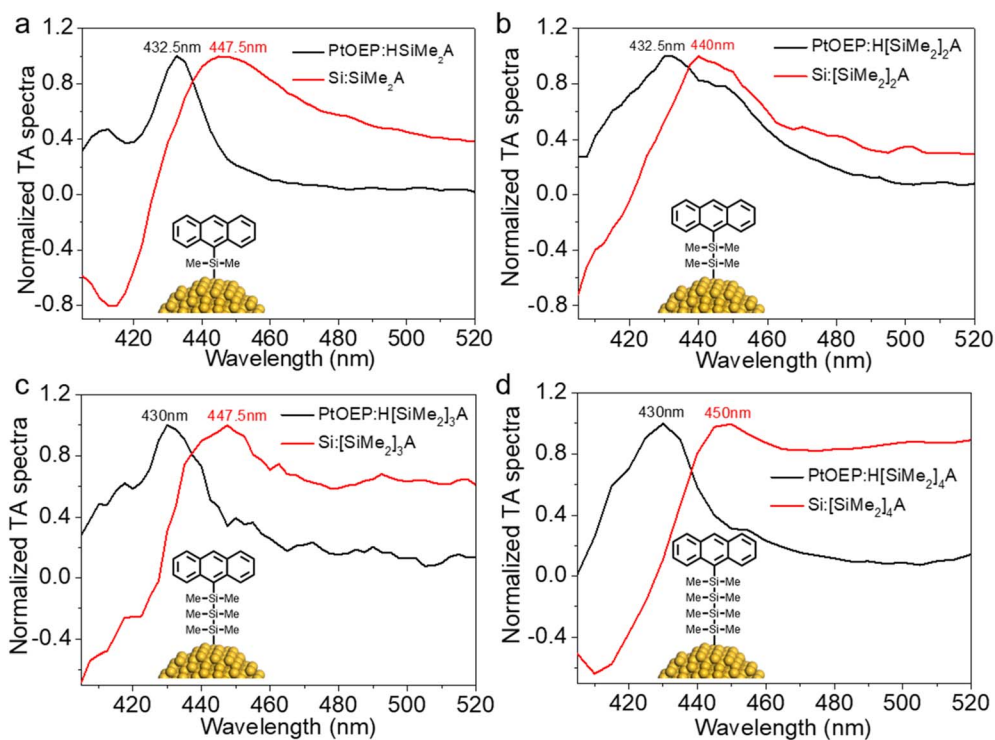 a
1.2
0.8
0.4
0.0
-0.4
-0.8
Normalized TA spectra
432.5nm 447.5nm
PtOEP:HSiMe₂A
Si:SiMe₂A
Me Si Me
420 440 460 480 500 520
Wavelength (nm)
b
1.2
0.8
0.4
0.0
-0.4
-0.8
Normalized TA spectra
432.5nm 440nm
PtOEP:H[SiMe₂]₂A
Si:[SiMe₂]₂A
Me Si Me
Me Si Me
420 440 460 480 500 520
Wavelength (nm)
c
1.2
0.8
0.4
0.0
-0.4
Normalized TA spectra
430nm 447.5nm
PtOEP:H[SiMe₂]₃A
Si:[SiMe₂]₃A
Me Si Me
Me Si Me
Me Si Me
420 440 460 480 500 520
Wavelength (nm)
d
1.2
0.8
0.4
0.0
-0.4
Normalized TA spectra
430nm 450nm
PtOEP:H[SiMe₂]₄A
Si:[SiMe₂]₄A
Me Si Me
Me Si Me
Me Si Me
Me Si Me
420 440 460 480 500 520
Wavelength (nm)